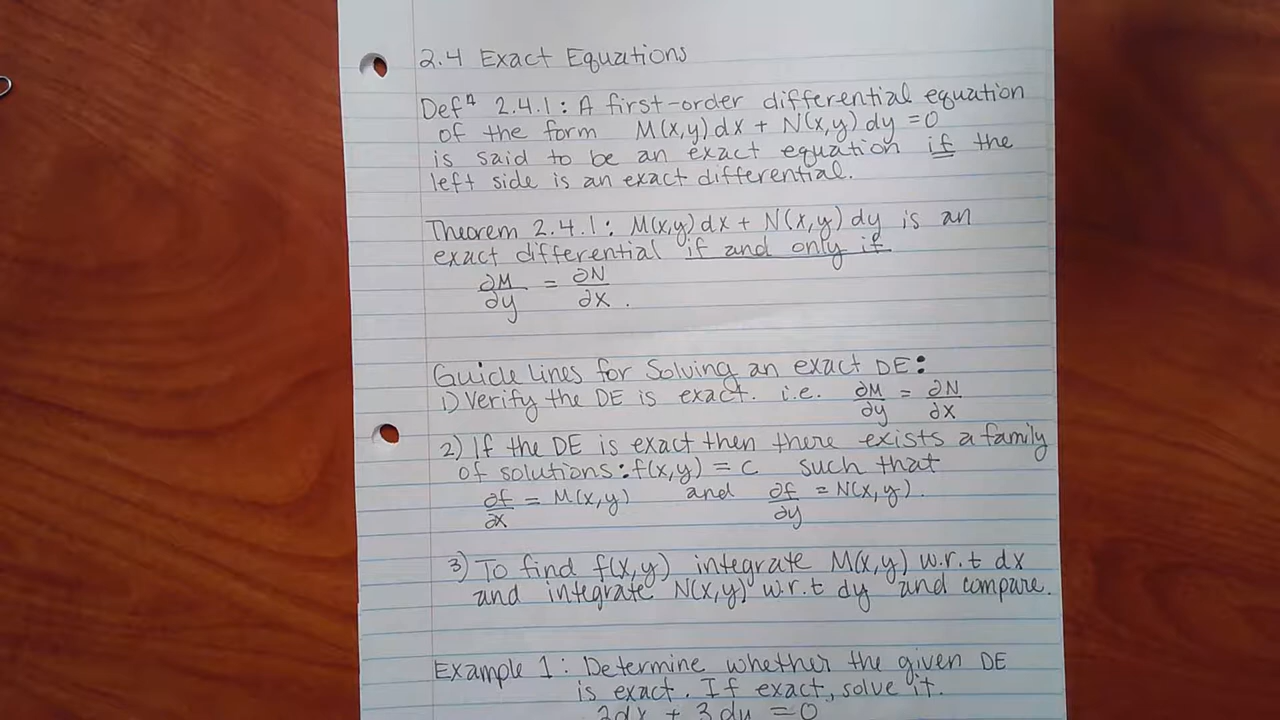 2.4 Exact Equations
Defⁿ 2.4.1: A first-order differential equation
of the form M(x,y)dx + N(x,y)dy =0
is said to be an exact equation if the
left side is an exact differential.
Theorem 2.4.1: M(x,y)dx + N(x,y)dy is an
exact differential if and only if
∂M/∂y = ∂N/∂x.
Guidelines for Solving an exact DE:
1) Verify the DE is exact. i.e. ∂M/∂y = ∂N/∂x
2) If the DE is exact then there exists a family
of solutions: f(x,y) = c such that
∂f/∂x = M(x,y) and ∂f/∂y = N(x,y).
3) To find f(x,y) integrate M(x,y) w.r.t dx
and integrate N(x,y) w.r.t dy and compare.
Example 1: Determine whether the given DE
is exact. If exact, solve it.
2dx + 3dy = 0